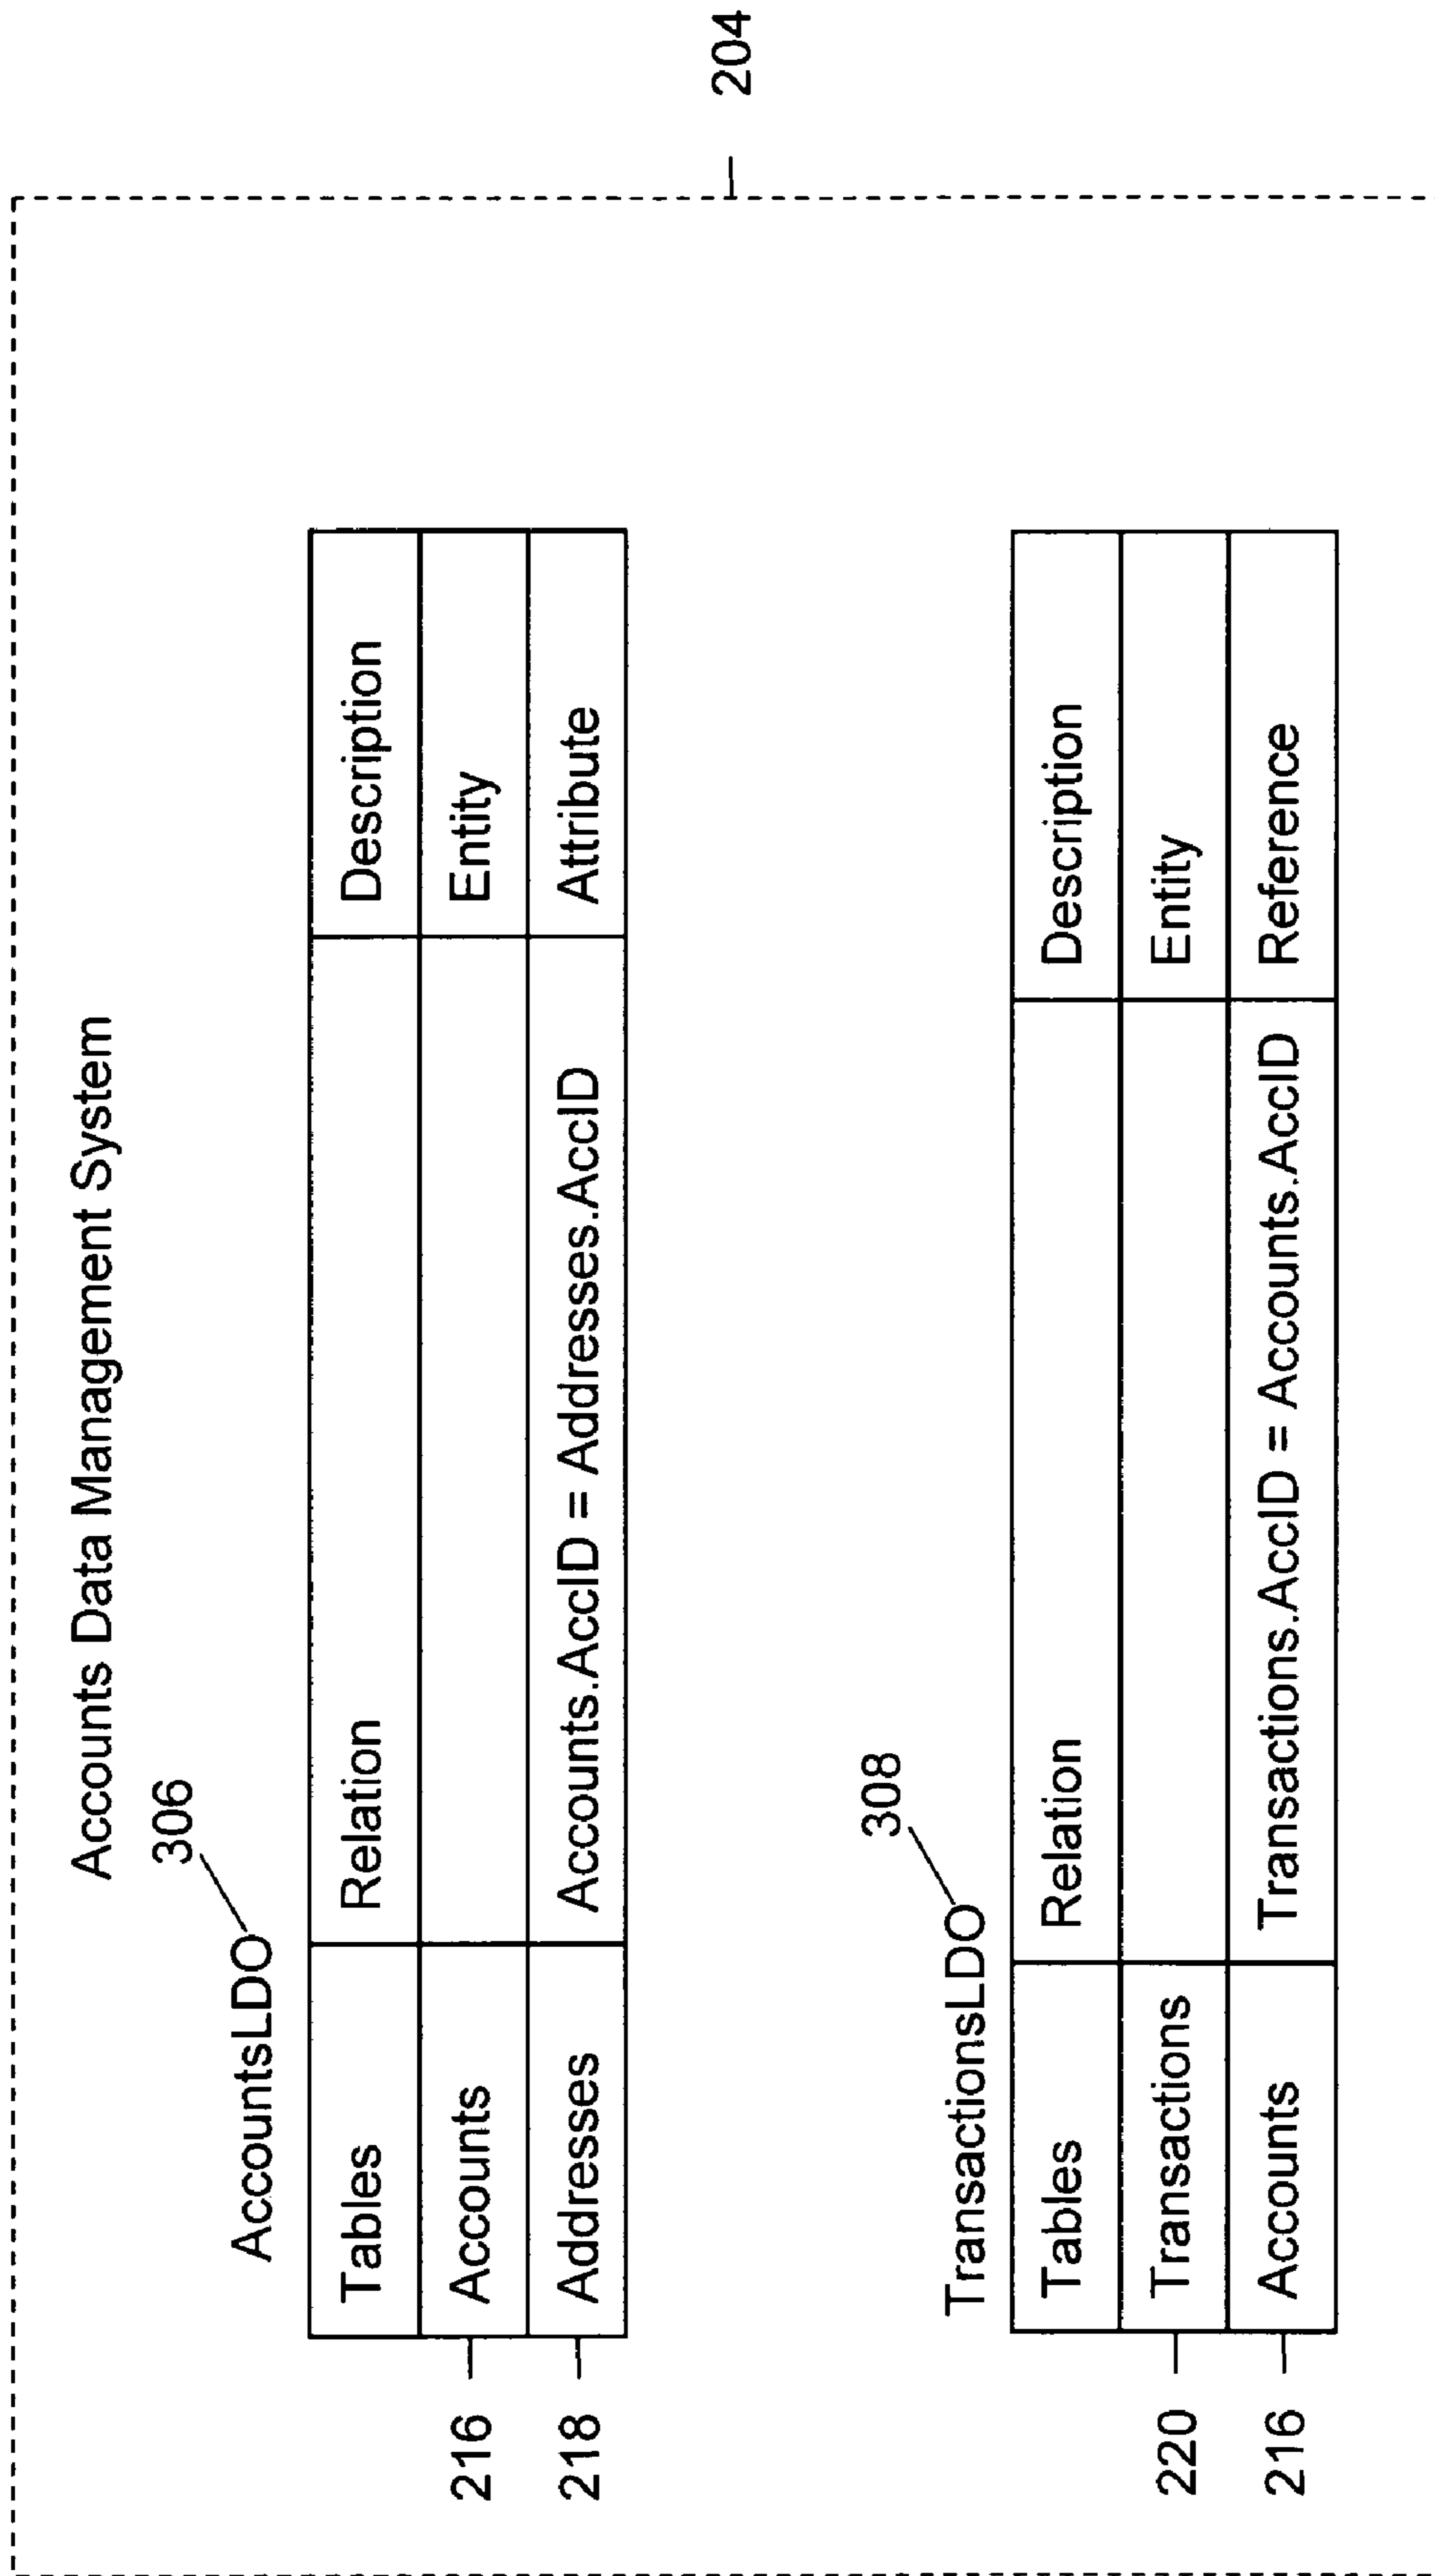 Accounts Data Management System
306
AccountsLDO
Tables Relation Description
216 Accounts Entity
218 Addresses Accounts.AccID = Addresses.AccID Attribute
204
308
TransactionsLDO
Tables Relation Description
220 Transactions Entity
216 Accounts Transactions.AccID = Accounts.AccID Reference